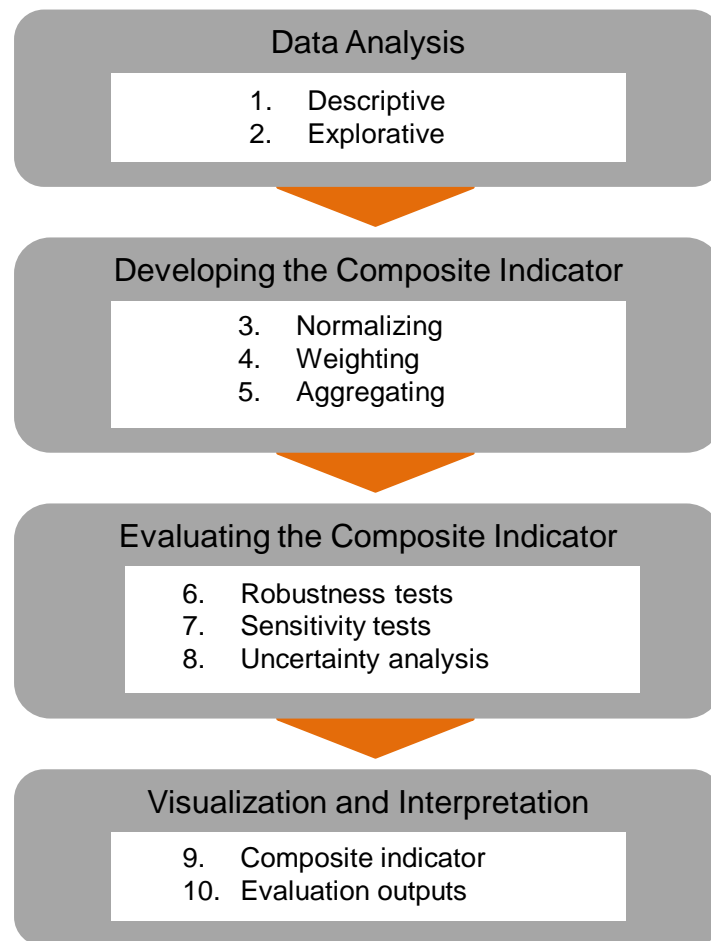 Data Analysis
1. Descriptive
2. Explorative
Developing the Composite Indicator
3. Normalizing
4. Weighting
5. Aggregating
Evaluating the Composite Indicator
6. Robustness tests
7. Sensitivity tests
8. Uncertainty analysis
Visualization and Interpretation
9. Composite indicator
10. Evaluation outputs